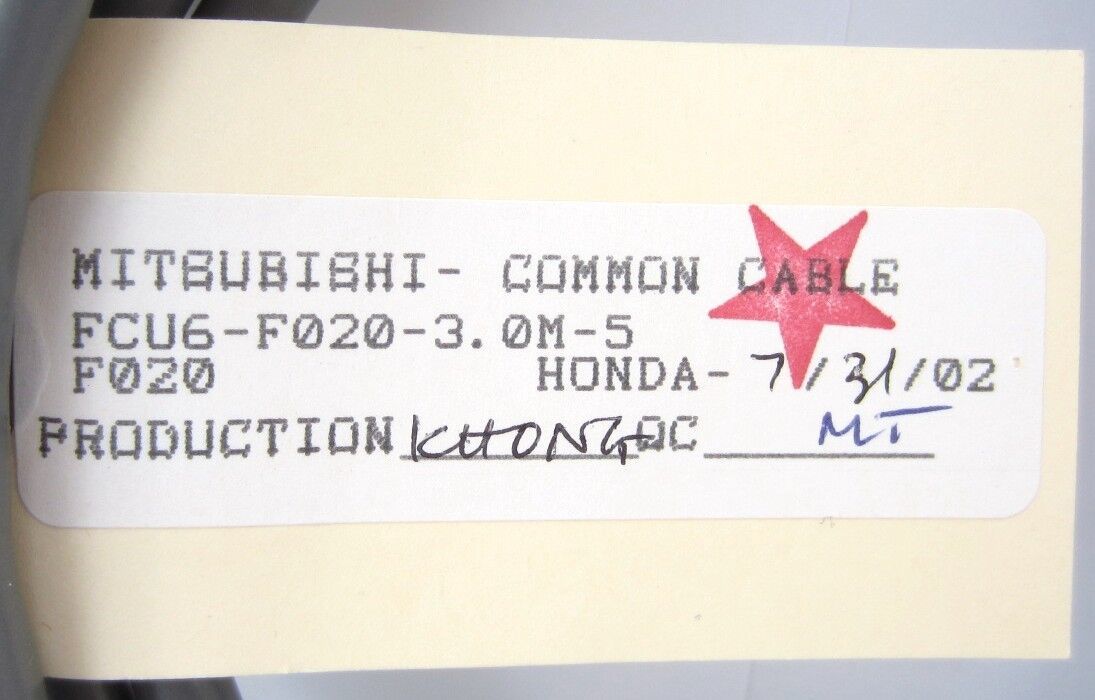 MITSUBISHI- COMMON CABLE
FCU6-F020-3.0M-5
F020 HONDA- 7/31/02
PRODUCTION KHONG QC MT